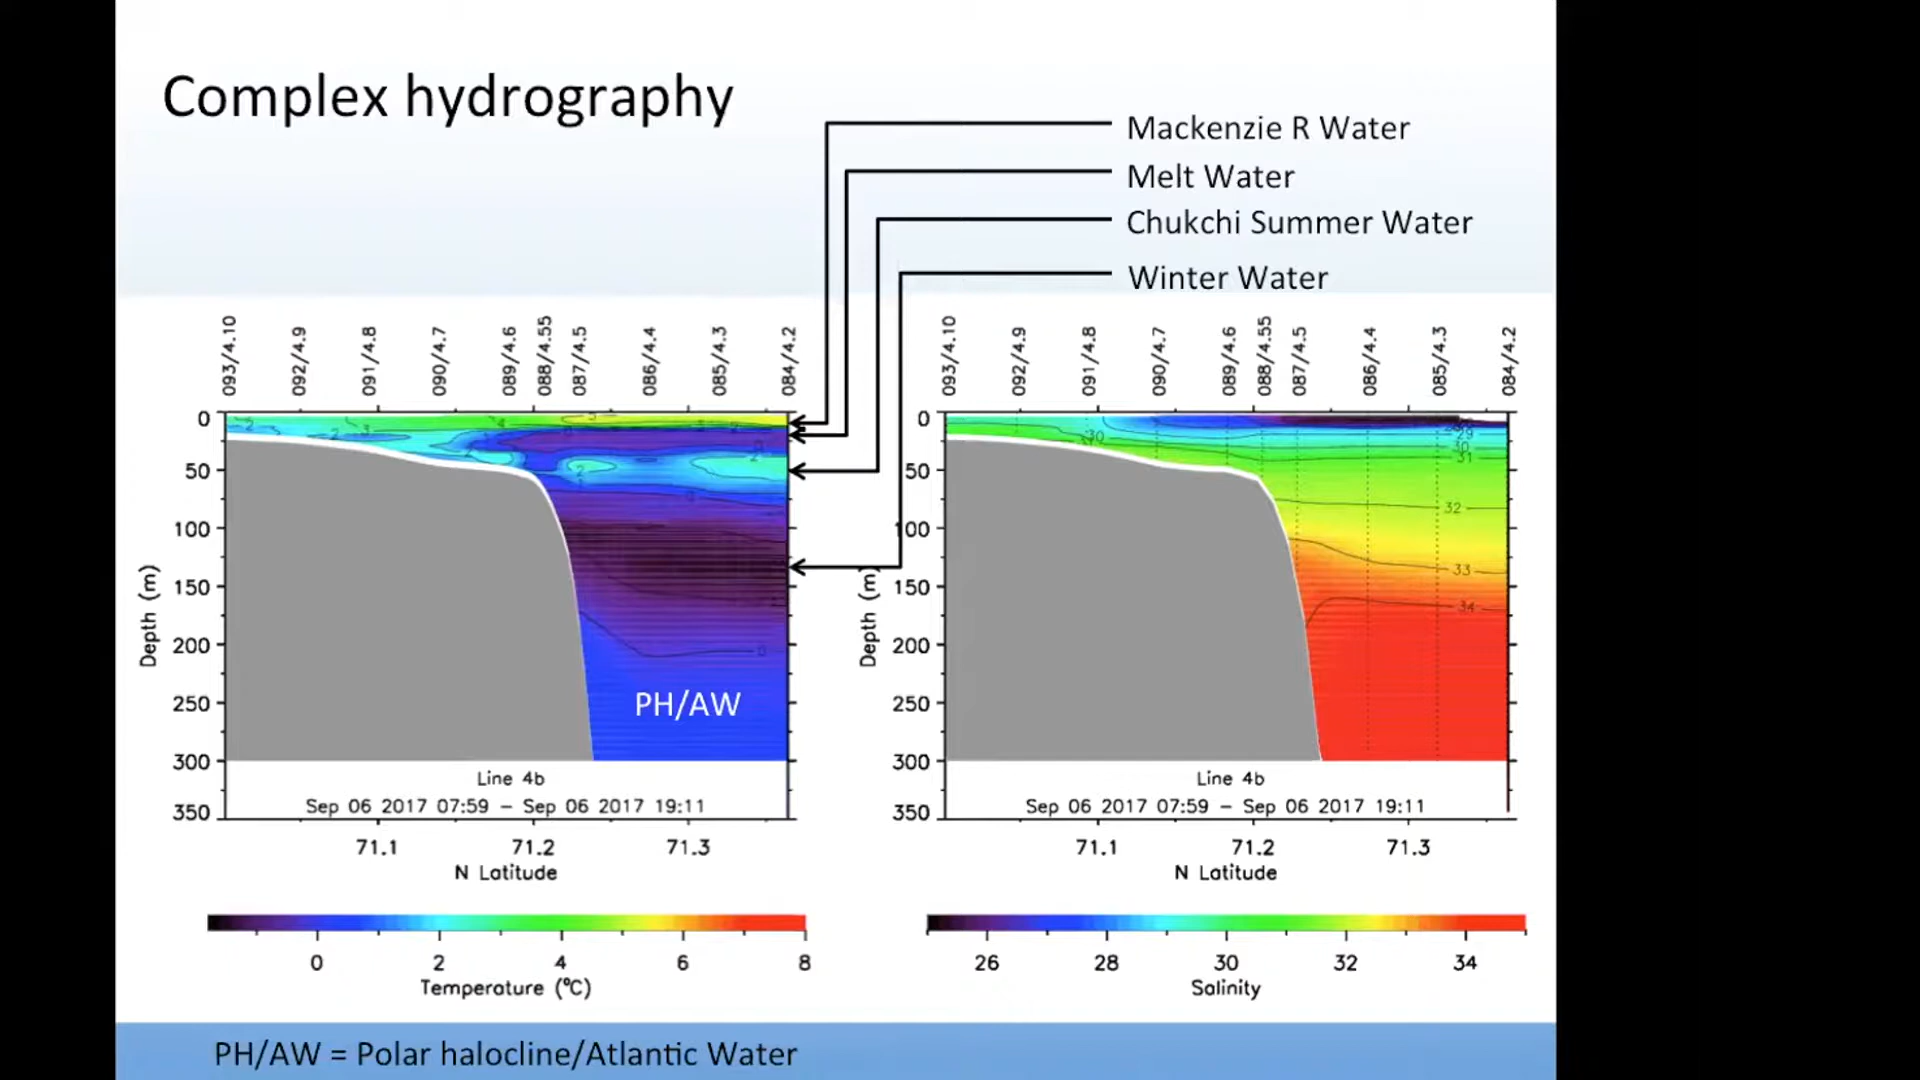 Complex hydrography
Mackenzie R Water
Melt Water
Chukchi Summer Water
Winter Water
093/4.10
092/4.9
091/4.8
090/4.7
089/4.6
088/4.55
087/4.5
086/4.4
085/4.3
084/4.2
0
50
100
150
200
250
300
350
Depth (m)
PH/AW
Line 4b
Sep 06 2017 07:59 – Sep 06 2017 19:11
71.1 71.2 71.3
N Latitude
0 2 4 6 8
Temperature (°C)
093/4.10
092/4.9
091/4.8
090/4.7
089/4.6
088/4.55
087/4.5
086/4.4
085/4.3
084/4.2
0
50
100
150
200
250
300
350
Depth (m)
30
31
32
33
34
Line 4b
Sep 06 2017 07:59 – Sep 06 2017 19:11
71.1 71.2 71.3
N Latitude
26 28 30 32 34
Salinity
PH/AW = Polar halocline/Atlantic Water